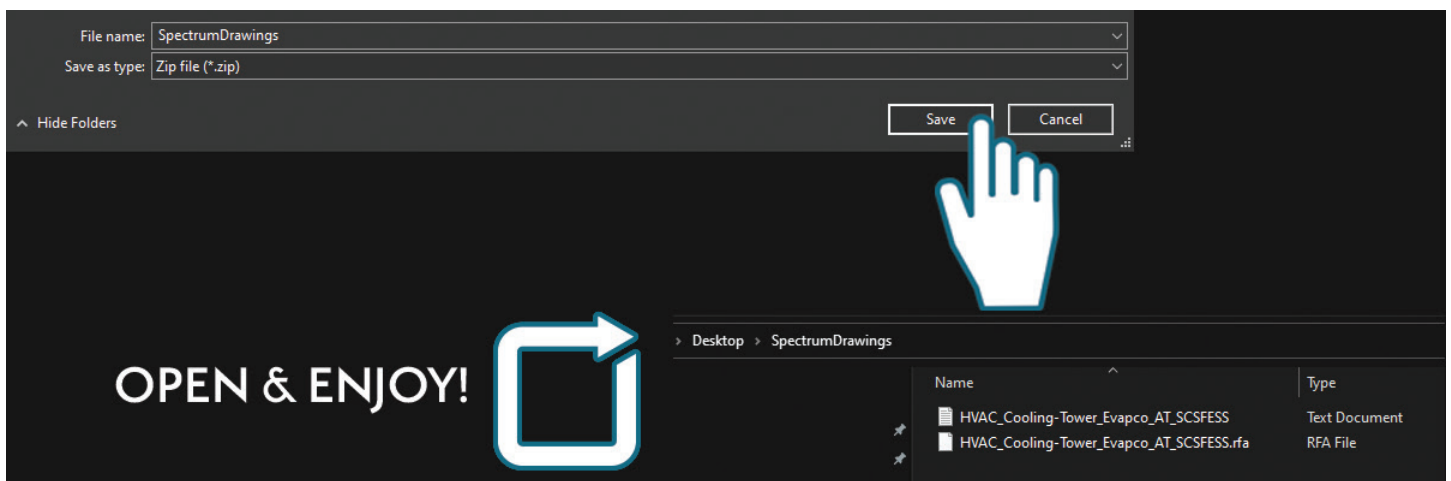 File name: SpectrumDrawings
Save as type: Zip file (*.zip)
Hide Folders
Save Cancel
Desktop > SpectrumDrawings
OPEN & ENJOY!
Name Type
HVAC_Cooling-Tower_Evapco_AT_SCSFESS Text Document
HVAC_Cooling-Tower_Evapco_AT_SCSFESS.rfa RFA File